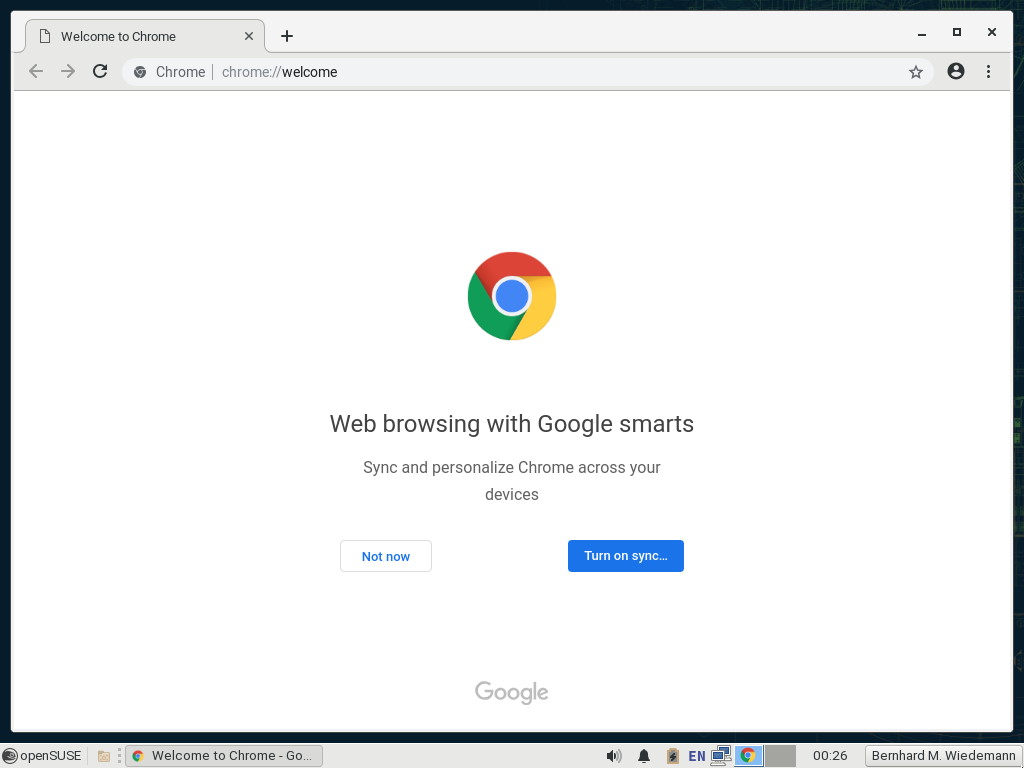 Welcome to Chrome
Chrome chrome://welcome
Web browsing with Google smarts
Sync and personalize Chrome across your
devices
Not now Turn on sync...
Google
openSUSE Welcome to Chrome - Go... EN 00:26 Bernhard M. Wiedemann